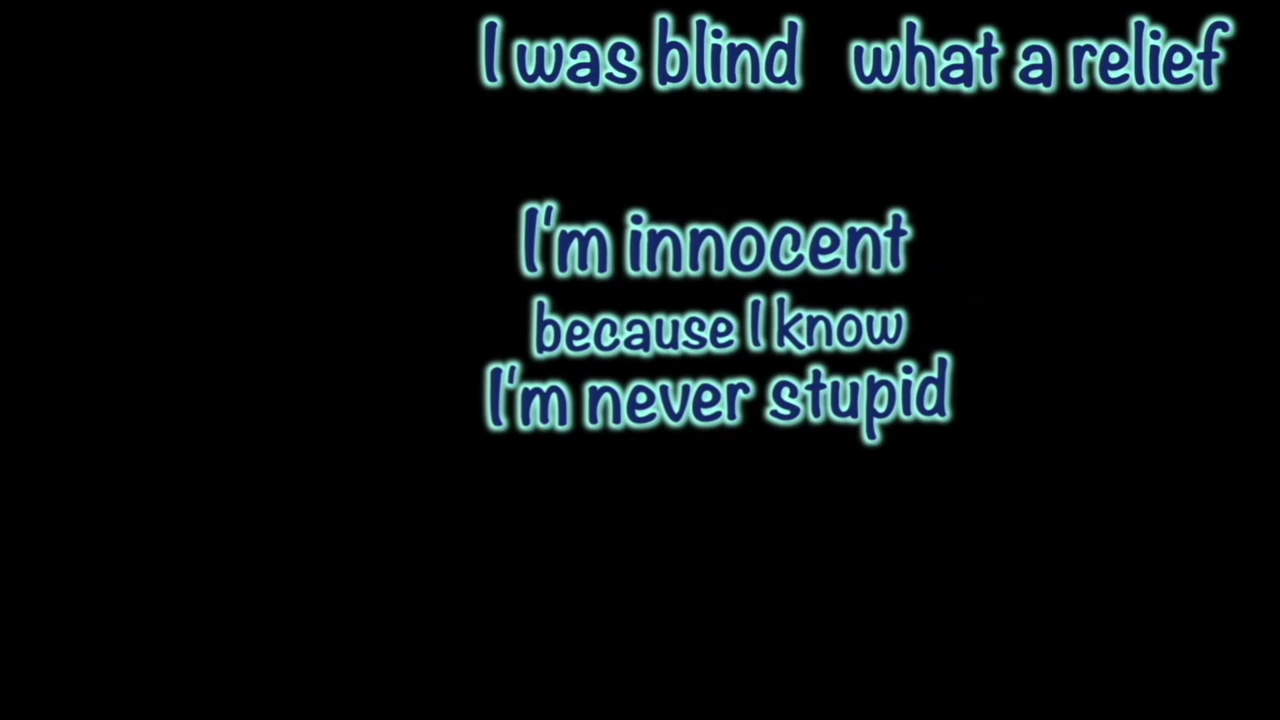 I was blind what a relief
I'm innocent
because I know
I'm never stupid